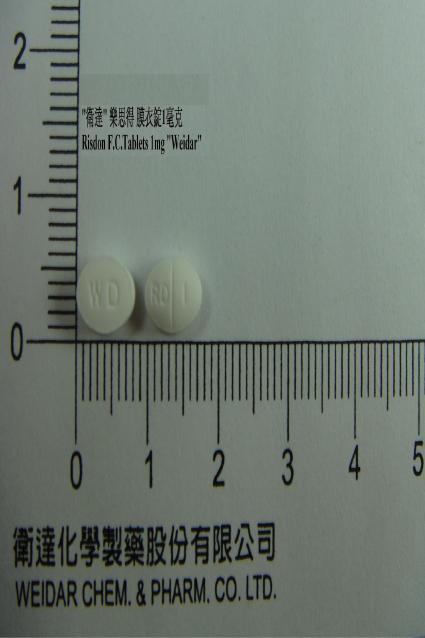 2
"衛達" 樂思得 膜衣錠1毫克
Risdon F.C.Tablets 1mg "Weidar"
1
WD
RD 1
0
0 1 2 3 4 5
衛達化學製藥股份有限公司
WEIDAR CHEM. & PHARM. CO. LTD.